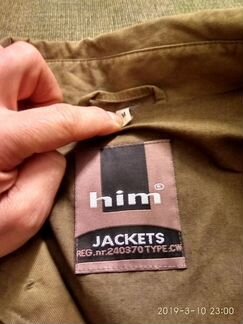 him®
JACKETS
REG.nr.240370 TYPE:CW
2019-3-10 23:00